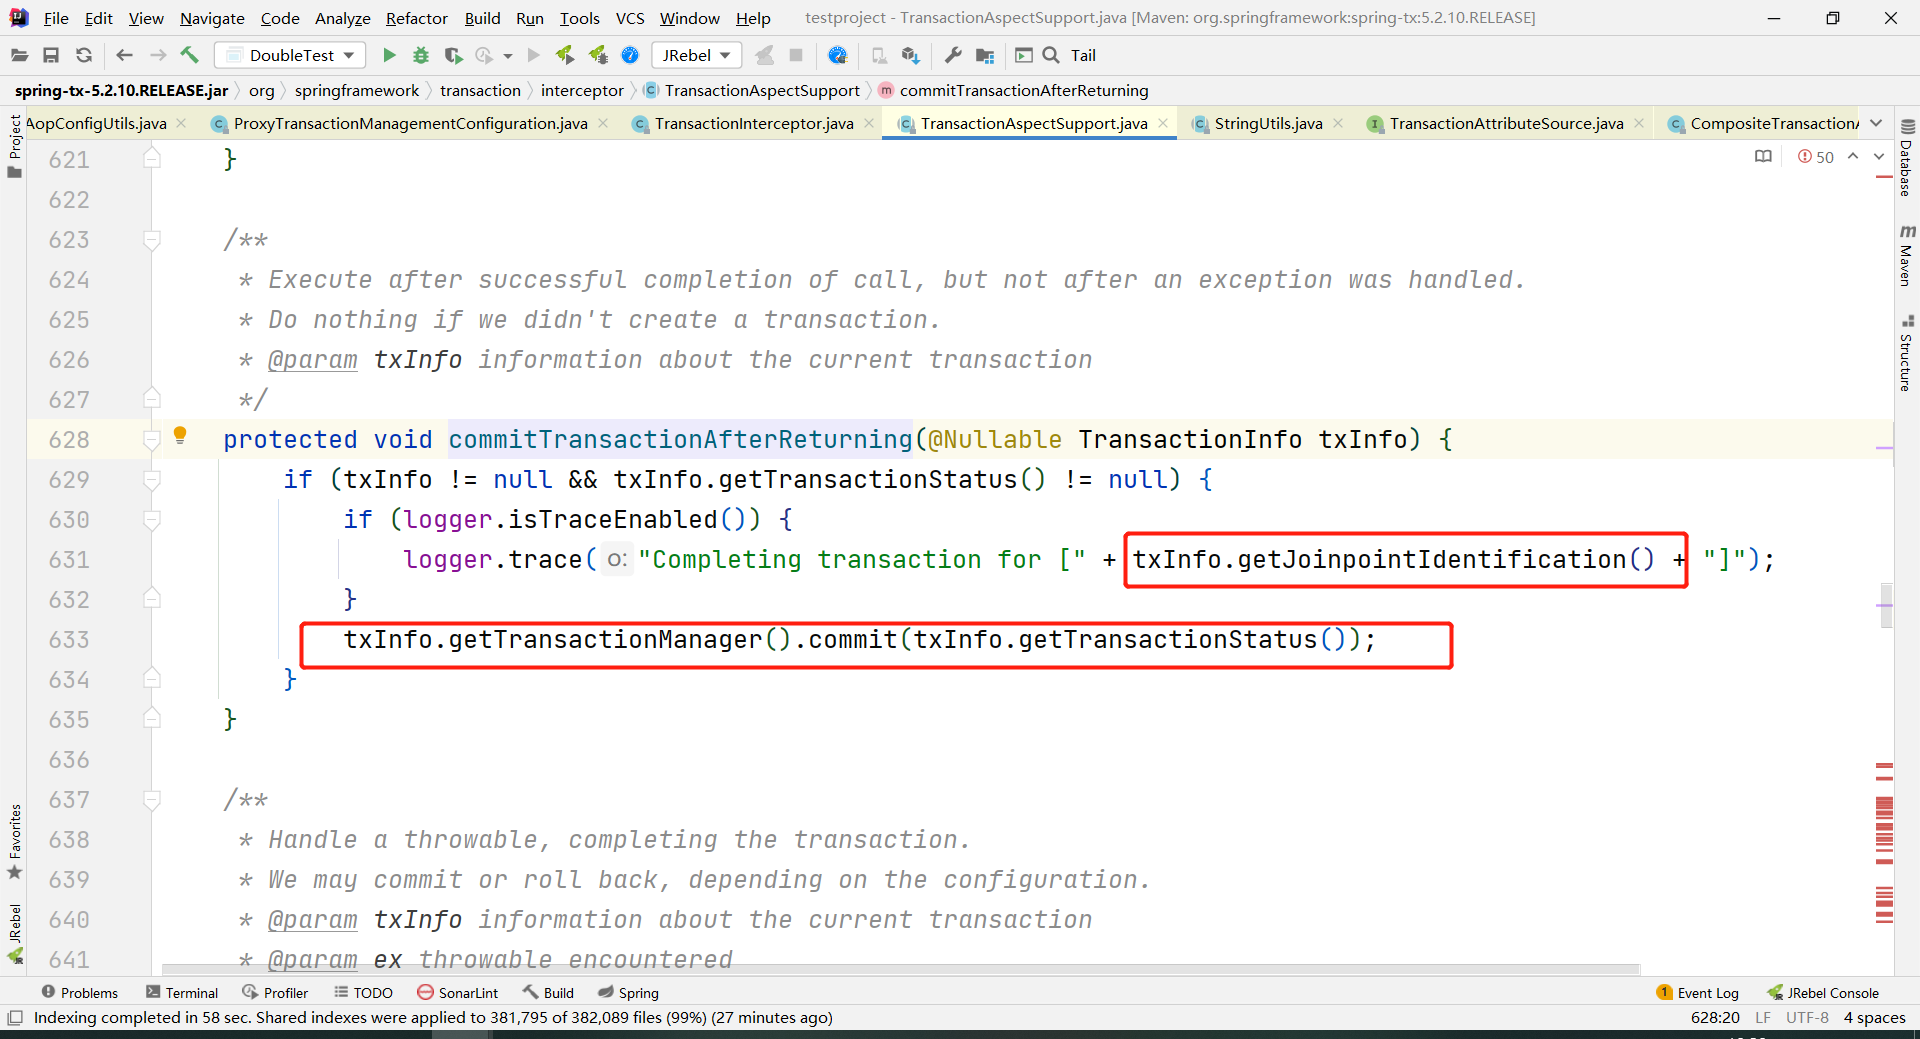 File Edit View Navigate Code Analyze Refactor Build Run Tools VCS Window Help testproject - TransactionAspectSupport.java [Maven: org.springframework:spring-tx:5.2.10.RELEASE]
DoubleTest JRebel Tail
spring-tx-5.2.10.RELEASE.jar org springframework transaction interceptor TransactionAspectSupport commitTransactionAfterReturning
AopConfigUtils.java ProxyTransactionManagementConfiguration.java TransactionInterceptor.java TransactionAspectSupport.java StringUtils.java TransactionAttributeSource.java CompositeTransactionA
Project
Favorites
JRebel
Database
Maven
Structure
50
621 }
622
623 /**
624 * Execute after successful completion of call, but not after an exception was handled.
625 * Do nothing if we didn't create a transaction.
626 * @param txInfo information about the current transaction
627 */
628 protected void commitTransactionAfterReturning(@Nullable TransactionInfo txInfo) {
629 if (txInfo != null && txInfo.getTransactionStatus() != null) {
630 if (logger.isTraceEnabled()) {
631 logger.trace( o: "Completing transaction for [" + txInfo.getJoinpointIdentification() + "]");
632 }
633 txInfo.getTransactionManager().commit(txInfo.getTransactionStatus());
634 }
635 }
636
637 /**
638 * Handle a throwable, completing the transaction.
639 * We may commit or roll back, depending on the configuration.
640 * @param txInfo information about the current transaction
641 * @param ex throwable encountered
Problems Terminal Profiler TODO SonarLint Build Spring 1 Event Log JRebel Console
Indexing completed in 58 sec. Shared indexes were applied to 381,795 of 382,089 files (99%) (27 minutes ago) 628:20 LF UTF-8 4 spaces